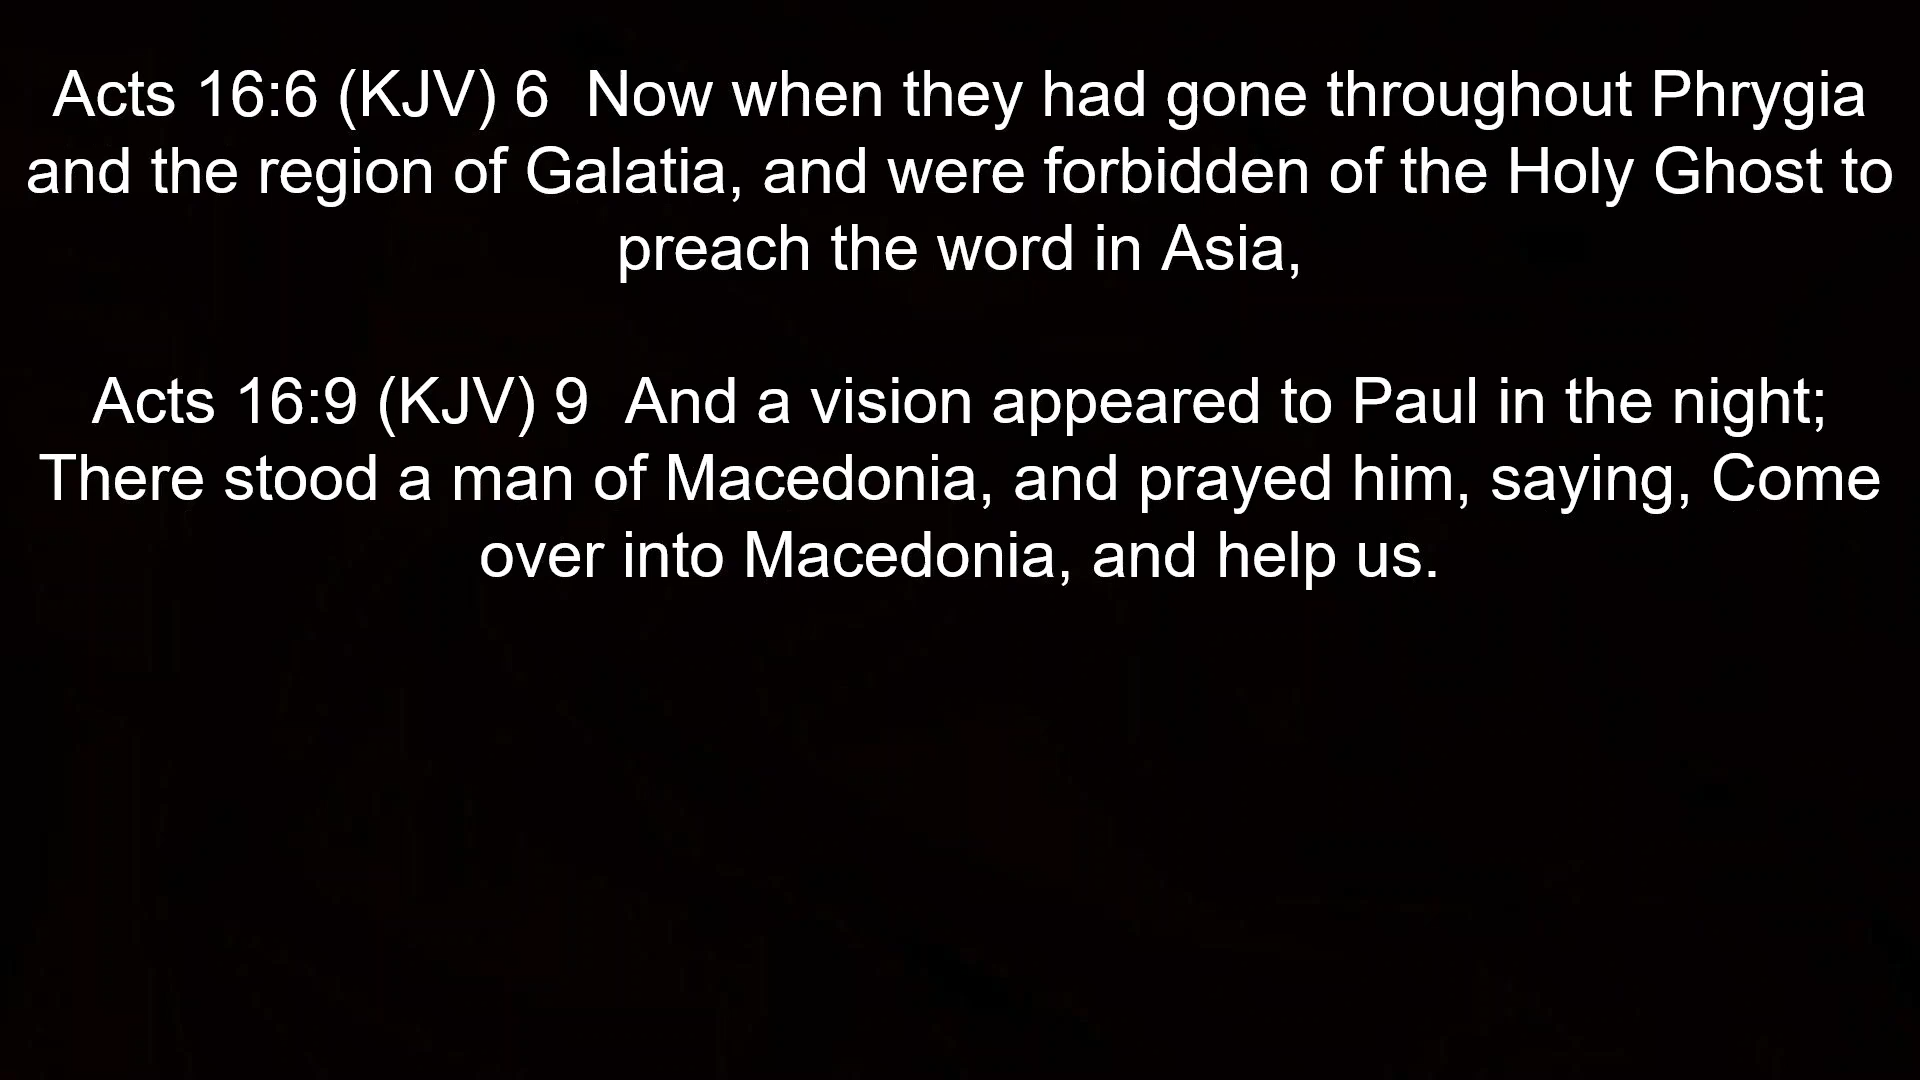 Acts 16:6 (KJV) 6  Now when they had gone throughout Phrygia
and the region of Galatia, and were forbidden of the Holy Ghost to
preach the word in Asia,
Acts 16:9 (KJV) 9  And a vision appeared to Paul in the night;
There stood a man of Macedonia, and prayed him, saying, Come
over into Macedonia, and help us.